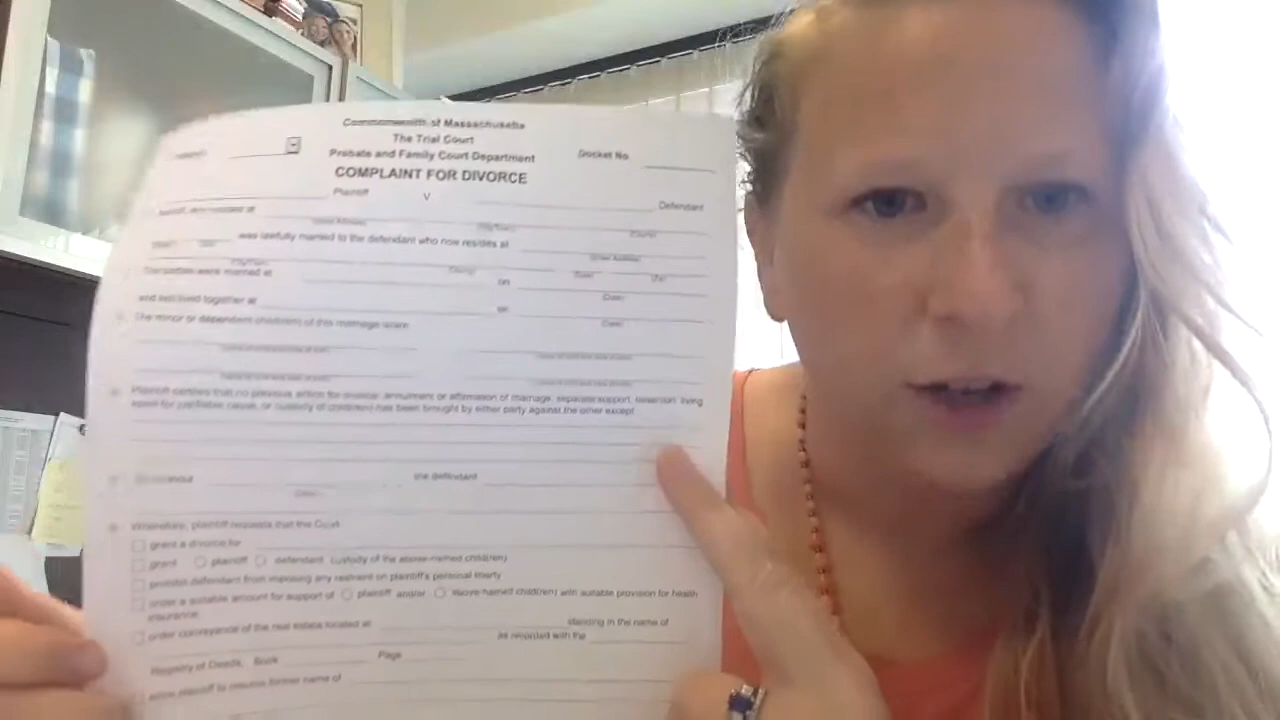 Commonwealth of Massachusetts
The Trial Court
Probate and Family Court Department
Docket No.
COMPLAINT FOR DIVORCE
Plaintiff
V
Defendant
was lawfully married to the defendant who now resides at
were married at
on
and last lived together at
on
The minor or dependent child(ren) of this marriage is/are:
Plaintiff certifies that no previous action for divorce, annulment or affirmation of marriage, separate support, desertion, living
apart for justifiable cause, or custody of child(ren) has been brought by either party against the other except
On or about
the defendant
Wherefore, plaintiff requests that the Court:
grant a divorce for
grant plaintiff defendant custody of the above-named child(ren)
prohibit defendant from imposing any restraint on plaintiff's personal liberty
order a suitable amount for support of plaintiff and/or above-named child(ren) with suitable provision for health
insurance.
order conveyance of the real estate located at
standing in the name of
as recorded with the
Registry of Deeds, Book Page
plaintiff to resume former name of